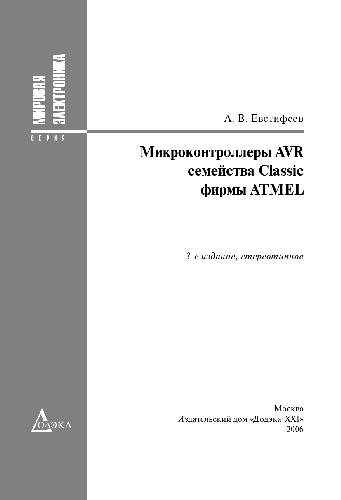 МИРОВАЯ
ЭЛЕКТРОНИКА
СЕРИЯ
А. В. Евстифеев
Микроконтроллеры AVR
семейства Classic
фирмы ATMEL
3-е издание, стереотипное
Москва
Издательский дом «Додэка-XXI»
2006
ДОДЭКА